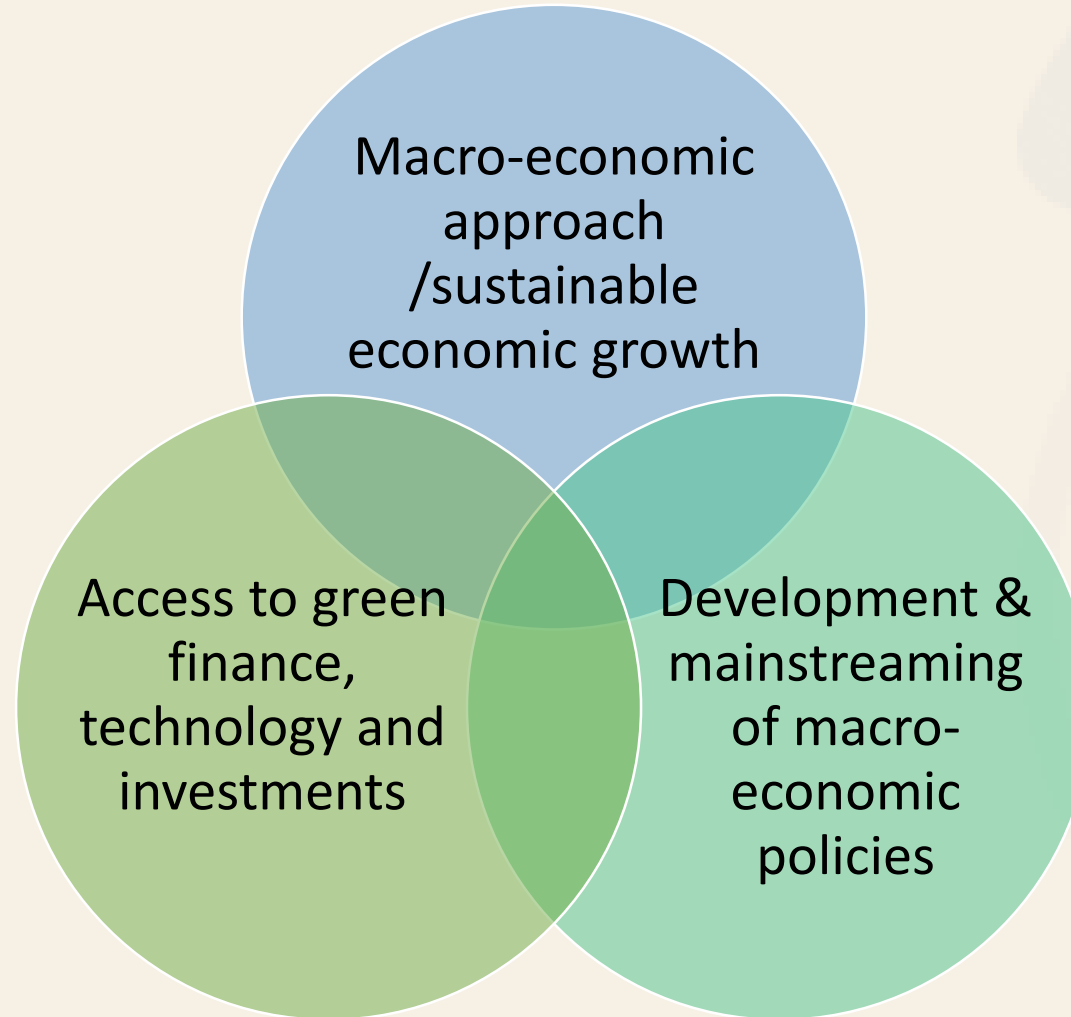 Macro-economic
approach
/sustainable
economic growth
Access to green
finance,
technology and
investments
Development &
mainstreaming
of macro-
economic
policies